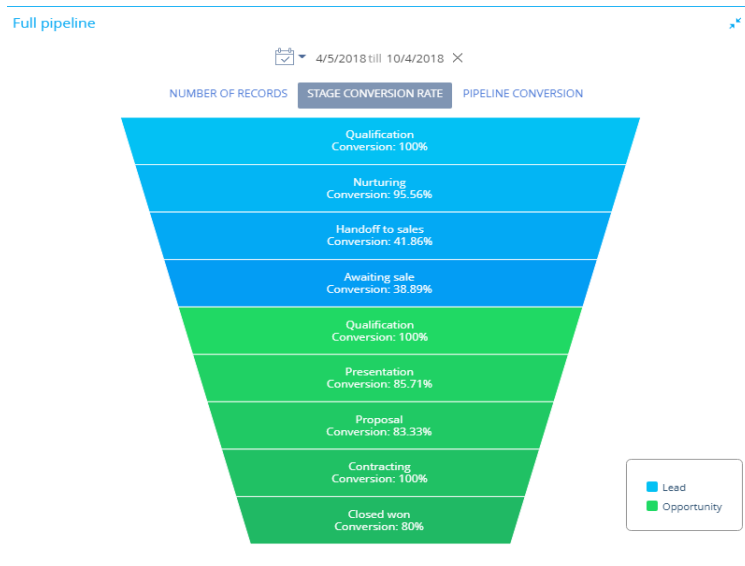 Full pipeline
4/5/2018 till 10/4/2018
NUMBER OF RECORDS STAGE CONVERSION RATE PIPELINE CONVERSION
Qualification
Conversion: 100%
Nurturing
Conversion: 95.56%
Handoff to sales
Conversion: 41.86%
Awaiting sale
Conversion: 38.89%
Qualification
Conversion: 100%
Presentation
Conversion: 85.71%
Proposal
Conversion: 83.33%
Contracting
Conversion: 100%
Closed won
Conversion: 80%
Lead
Opportunity